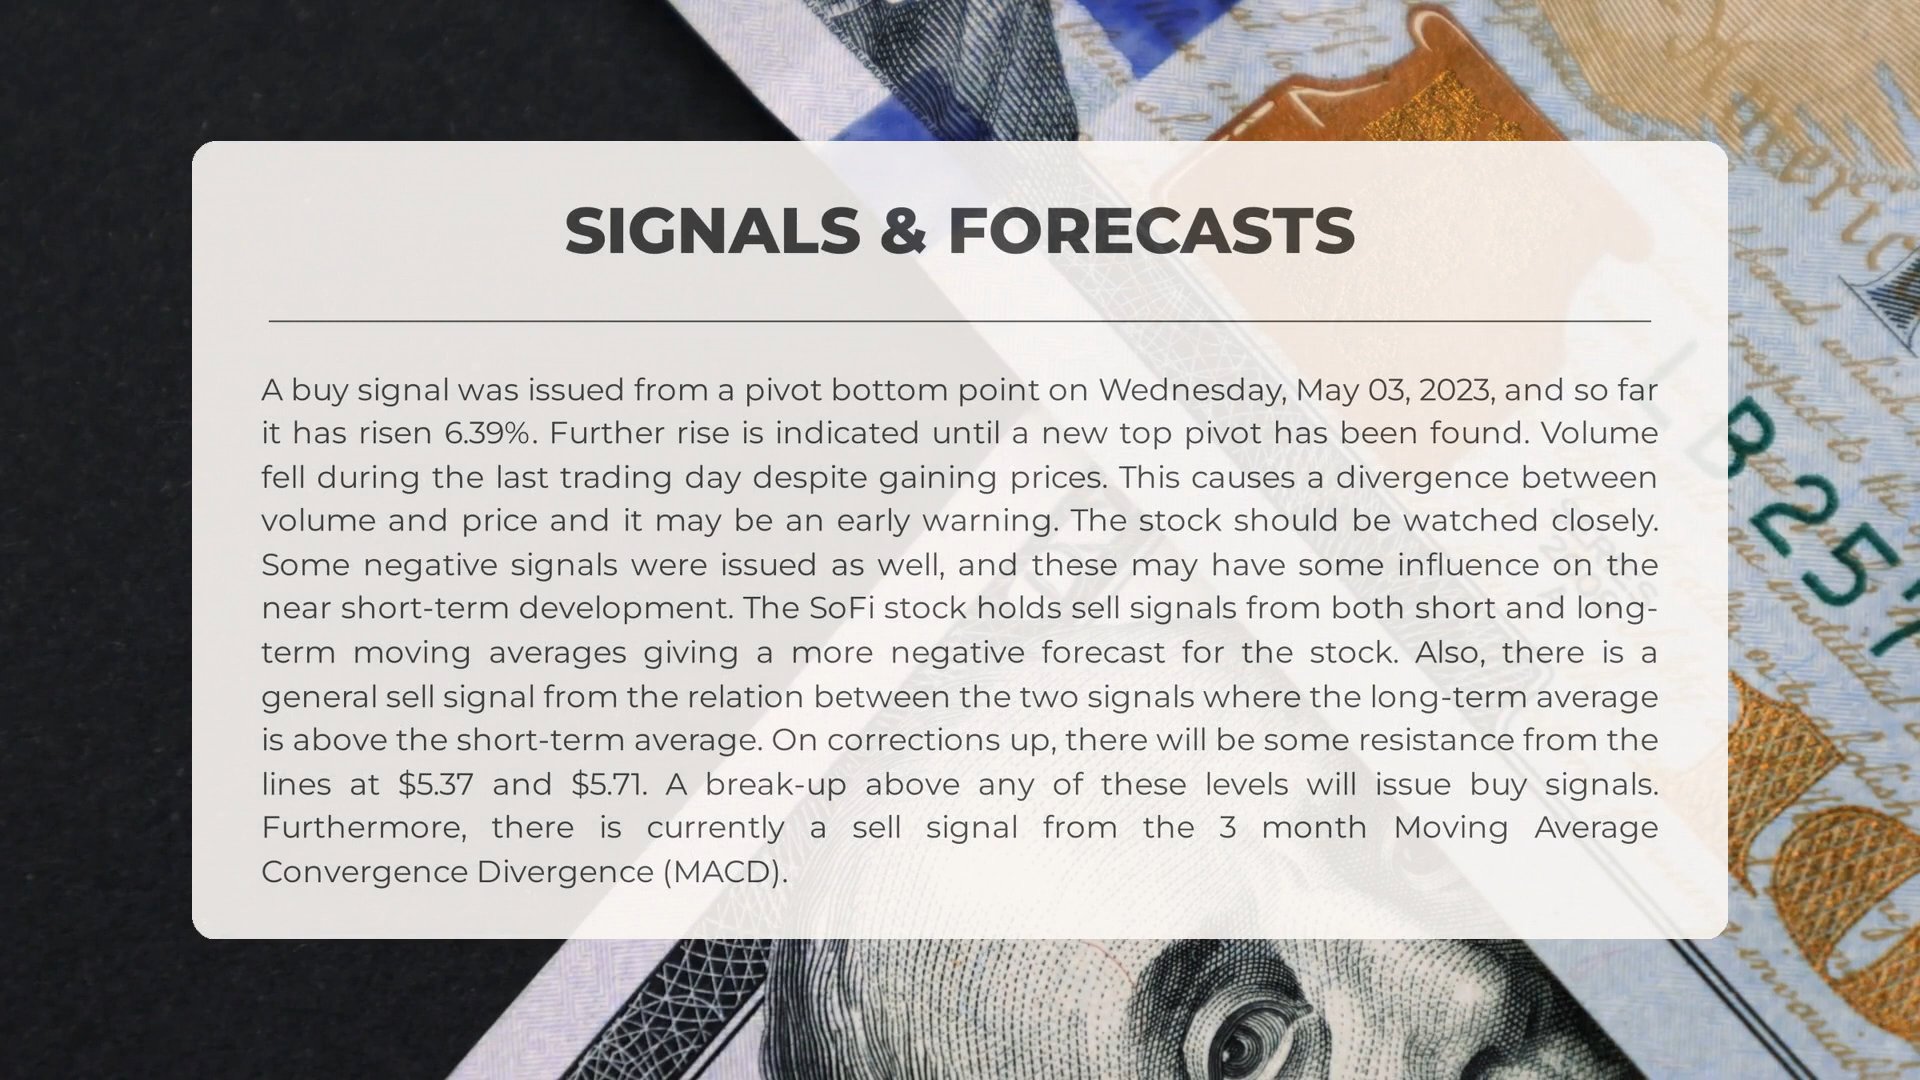 SIGNALS & FORECASTS
A buy signal was issued from a pivot bottom point on Wednesday, May 03, 2023, and so far
it has risen 6.39%. Further rise is indicated until a new top pivot has been found. Volume
fell during the last trading day despite gaining prices. This causes a divergence between
volume and price and it may be an early warning. The stock should be watched closely.
Some negative signals were issued as well, and these may have some influence on the
near short-term development. The SoFi stock holds sell signals from both short and long-
term moving averages giving a more negative forecast for the stock. Also, there is a
general sell signal from the relation between the two signals where the long-term average
is above the short-term average. On corrections up, there will be some resistance from the
lines at $5.37 and $5.71. A break-up above any of these levels will issue buy signals.
Furthermore, there is currently a sell signal from the 3 month Moving Average
Convergence Divergence (MACD).